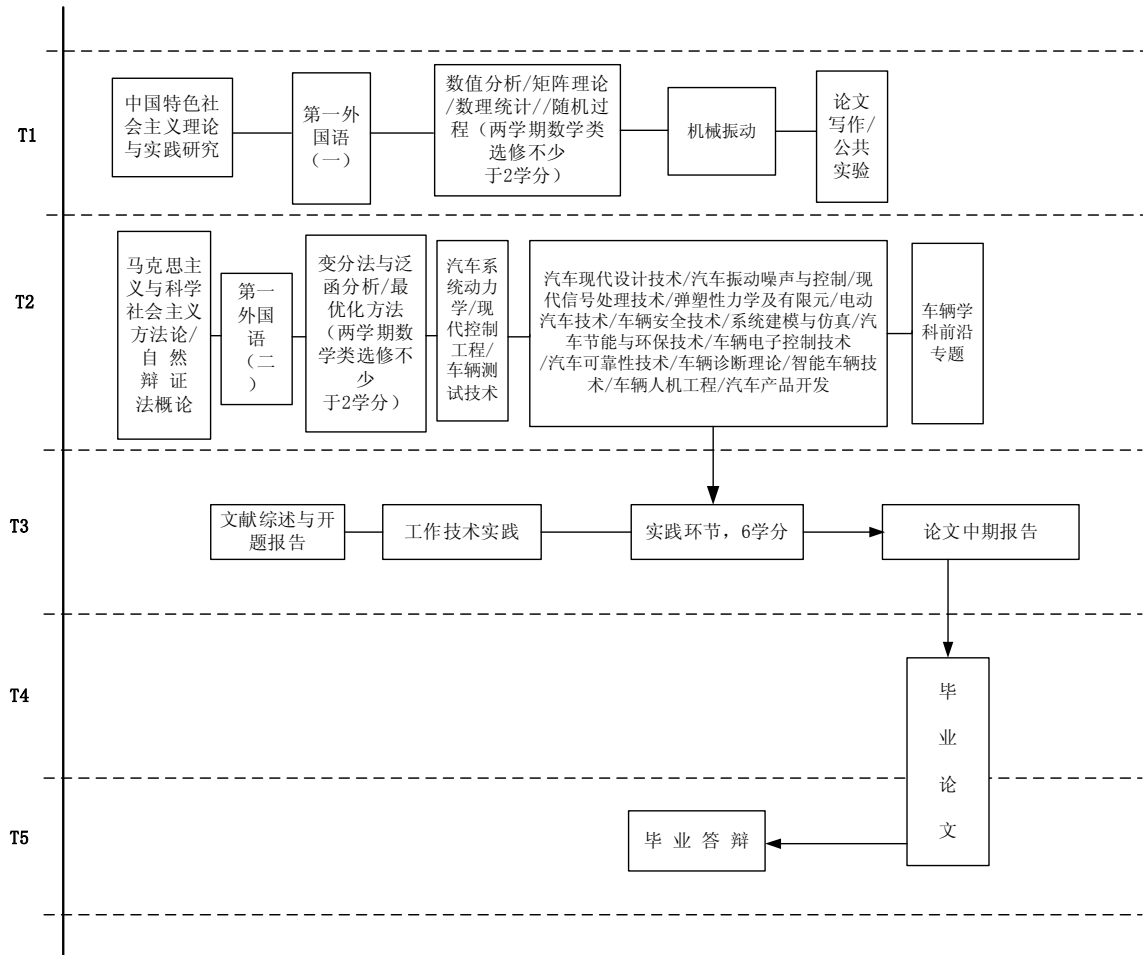 T1
中国特色社
会主义理论
与实践研究
第一外
国语
（一）
数值分析/矩阵理论
/数理统计//随机过
程（两学期数学类
选修不少
于2学分）
机械振动
论文
写作/
公共
实验
T2
马克思主
义与科学
社会主义
方法论/
自 然
辩 证
法概论
第一
外国语
（二
）
变分法与泛
函分析/最
优化方法
（两学期数
学类选修不
少
于2学分）
汽车系
统动力
学/现
代控制
工程/
车辆测
试技术
汽车现代设计技术/汽车振动噪声与控制/现
代信号处理技术/弹塑性力学及有限元/电动
汽车技术/车辆安全技术/系统建模与仿真/汽
车节能与环保技术/车辆电子控制技术
/汽车可靠性技术/车辆诊断理论/智能车辆技
术/车辆人机工程/汽车产品开发
车辆学
科前沿
专题
T3
文献综述与开
题报告
工作技术实践
实践环节，6学分
论文中期报告
T4
毕
业
论
文
T5
毕 业 答 辩